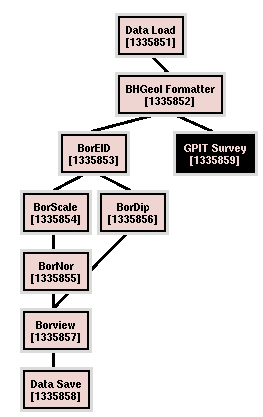 Data Load
[1335851]
BHGeol Formatter
[1335852]
BorEID
[1335853]
GPIT Survey
[1335859]
BorScale
[1335854]
BorDip
[1335856]
BorNor
[1335855]
Borview
[1335857]
Data Save
[1335858]